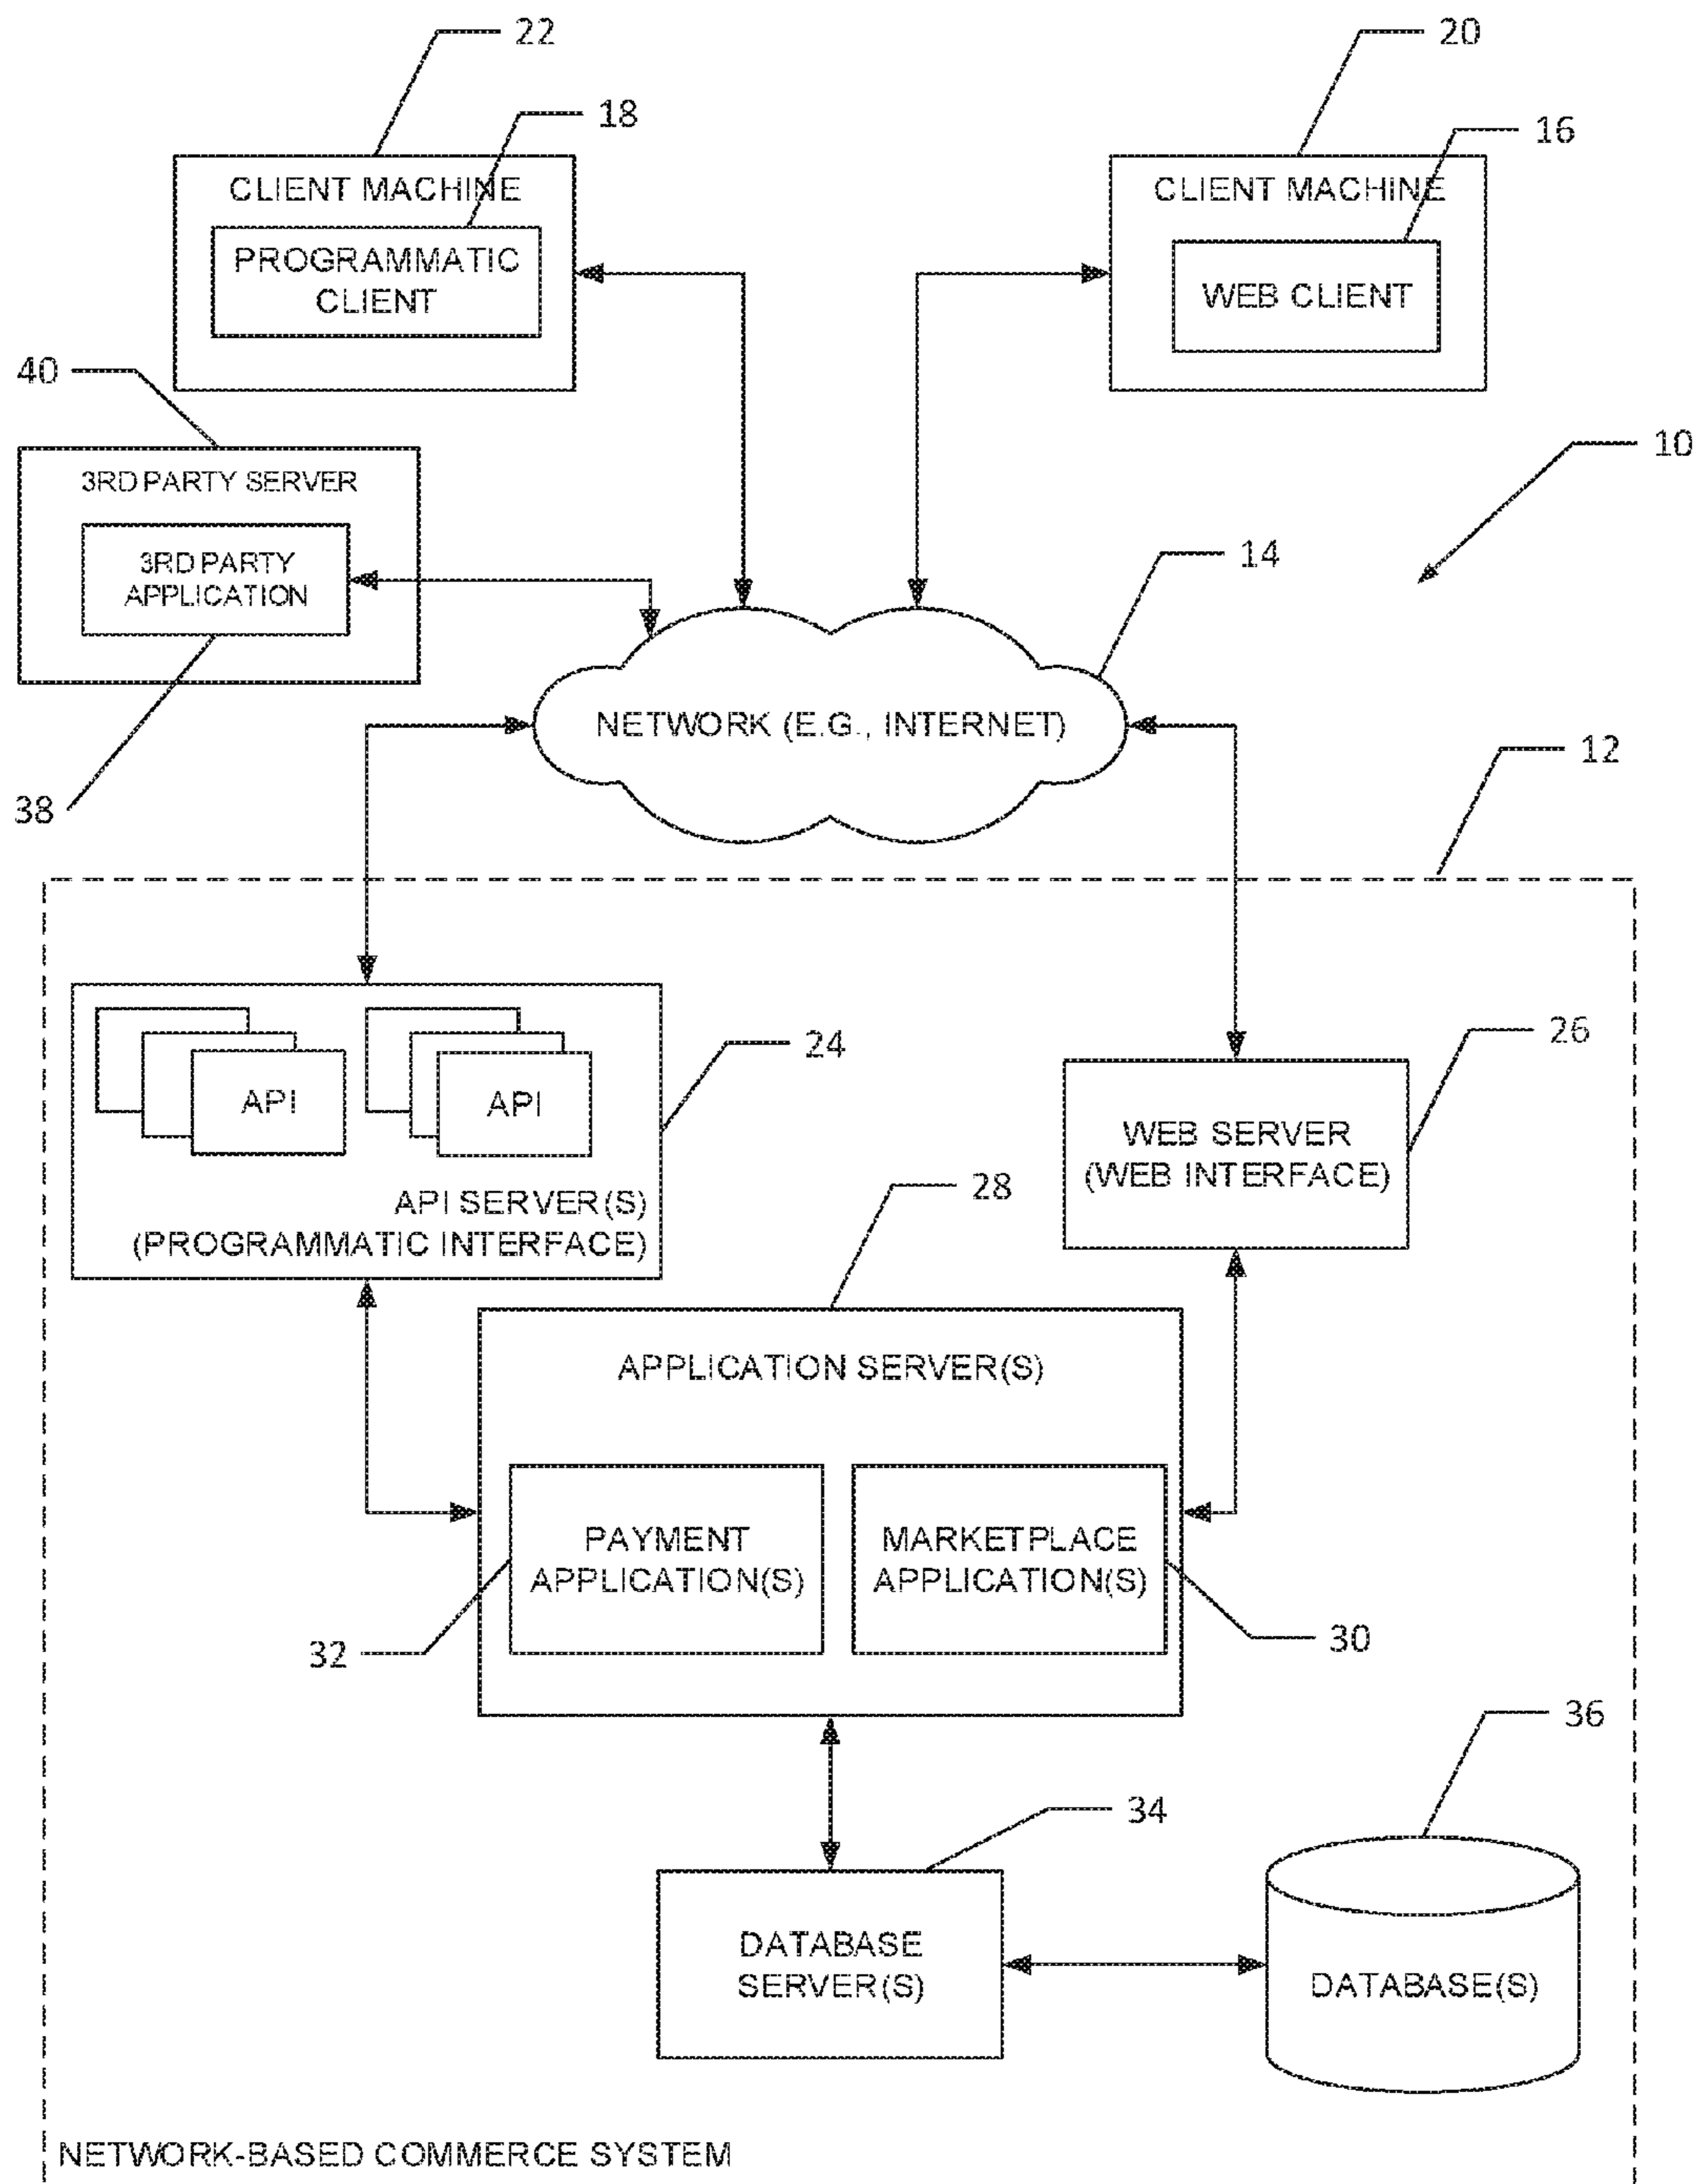 22
20
18
16
CLIENT MACHINE
CLIENT MACHINE
PROGRAMMATIC
CLIENT
WEB CLIENT
40
10
3RD PARTY SERVER
3RD PARTY
APPLICATION
14
NETWORK (E.G., INTERNET)
12
38
24
26
API
API
WEB SERVER
(WEB INTERFACE)
API SERVER(S)
(PROGRAMMATIC INTERFACE)
28
APPLICATION SERVER(S)
PAYMENT
APPLICATION(S)
MARKETPLACE
APPLICATION(S)
32
30
36
34
DATABASE
SERVER(S)
DATABASE(S)
NETWORK-BASED COMMERCE SYSTEM